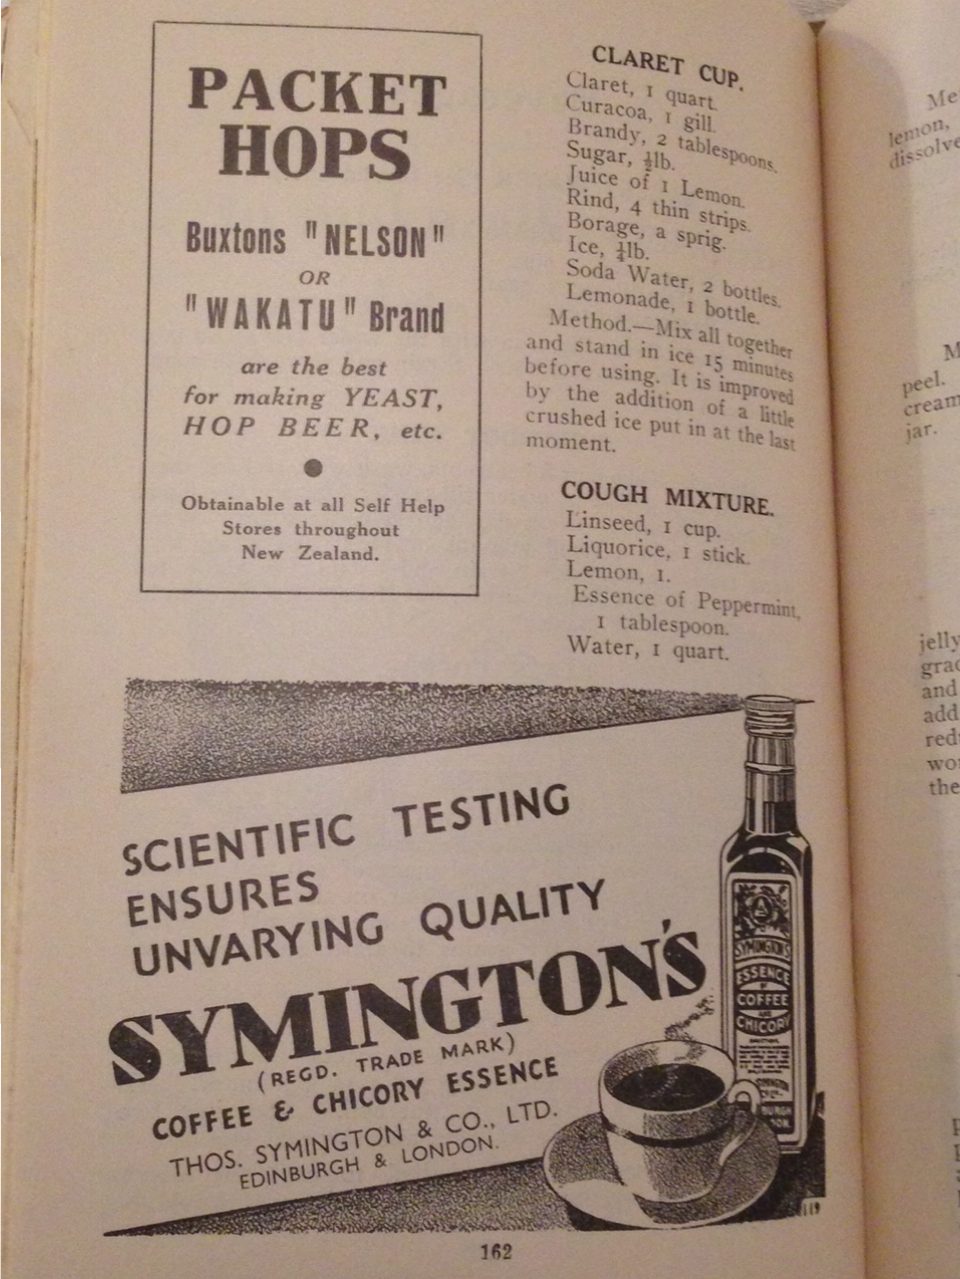 PACKET
HOPS
Buxtons "NELSON"
OR
"WAKATU" Brand
are the best
for making YEAST,
HOP BEER, etc.
Obtainable at all Self Help
Stores throughout
New Zealand.
CLARET CUP.
Claret, 1 quart.
Curacoa, 1 gill.
Brandy, 2 tablespoons.
Sugar, ½lb.
Juice of 1 Lemon.
Rind, 4 thin strips.
Borage, a sprig.
Ice, lb.
Soda Water, 2 bottles.
Lemonade, 1 bottle.
Method.—Mix all together
and stand in ice 15 minutes
before using. It is improved
by the addition of a little
crushed ice put in at the last
moment.
COUGH MIXTURE.
Linseed, 1 cup.
Liquorice, 1 stick.
Lemon, 1.
Essence of Peppermint,
1 tablespoon.
Water, 1 quart.
SCIENTIFIC TESTING
ENSURES
UNVARYING QUALITY
SYMINGTON'S
(REGD. TRADE MARK)
COFFEE & CHICORY ESSENCE
THOS. SYMINGTON & CO., LTD.
EDINBURGH & LONDON.
SYMINGTON'S
ESSENCE
OF
COFFEE
AND
CHICORY
119
162
lemon,
peel.
cream
jar.
jelly
and
add
the